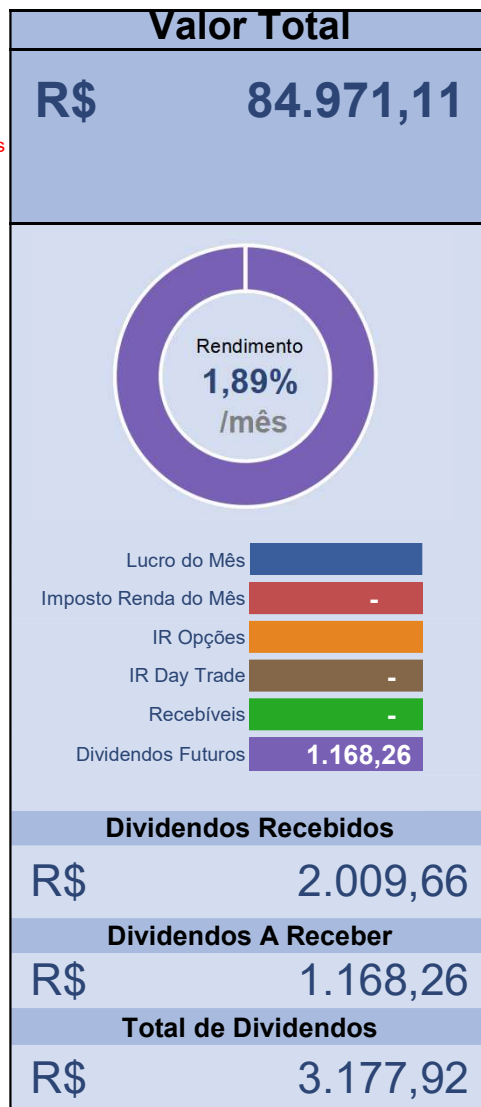 Valor Total
R$ 84.971,11
s
Rendimento
1,89%
/mês
Lucro do Mês
Imposto Renda do Mês -
IR Opções
IR Day Trade -
Recebíveis -
Dividendos Futuros 1.168,26
Dividendos Recebidos
R$ 2.009,66
Dividendos A Receber
R$ 1.168,26
Total de Dividendos
R$ 3.177,92